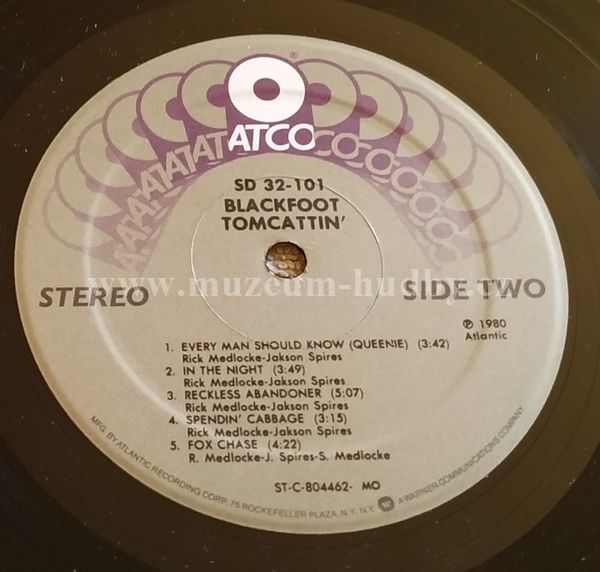 ATCO
®
SD 32-101
BLACKFOOT
TOMCATTIN'
www.muzeum-hudby.cz
STEREO
SIDE TWO
℗ 1980
Atlantic
1. EVERY MAN SHOULD KNOW (QUEENIE) (3:42)
Rick Medlocke-Jakson Spires
2. IN THE NIGHT (3:49)
Rick Medlocke-Jakson Spires
3. RECKLESS ABANDONER (5:07)
Rick Medlocke-Jakson Spires
4. SPENDIN' CABBAGE (3:15)
Rick Medlocke-Jakson Spires
5. FOX CHASE (4:22)
R. Medlocke-J. Spires-S. Medlocke
ST-C-804462- MO
MFG. BY ATLANTIC RECORDING CORP. 75 ROCKEFELLER PLAZA, N.Y. N.Y. A WARNER COMMUNICATIONS COMPANY